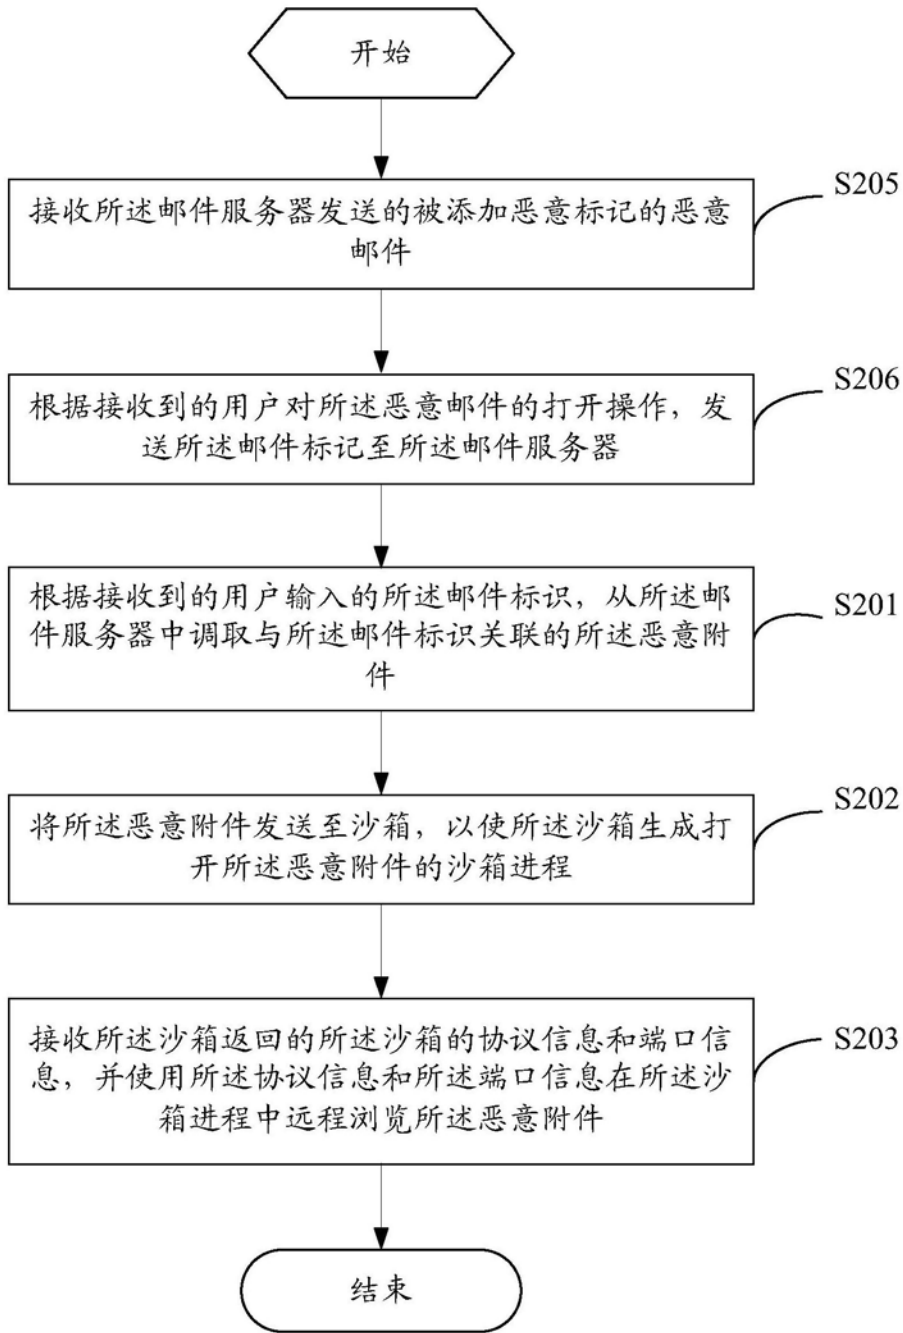 开始
接收所述邮件服务器发送的被添加恶意标记的恶意
邮件
S205
根据接收到的用户对所述恶意邮件的打开操作，发
送所述邮件标记至所述邮件服务器
S206
根据接收到的用户输入的所述邮件标识，从所述邮
件服务器中调取与所述邮件标识关联的所述恶意附
件
S201
将所述恶意附件发送至沙箱，以使所述沙箱生成打
开所述恶意附件的沙箱进程
S202
接收所述沙箱返回的所述沙箱的协议信息和端口信
息，并使用所述协议信息和所述端口信息在所述沙
箱进程中远程浏览所述恶意附件
S203
结束